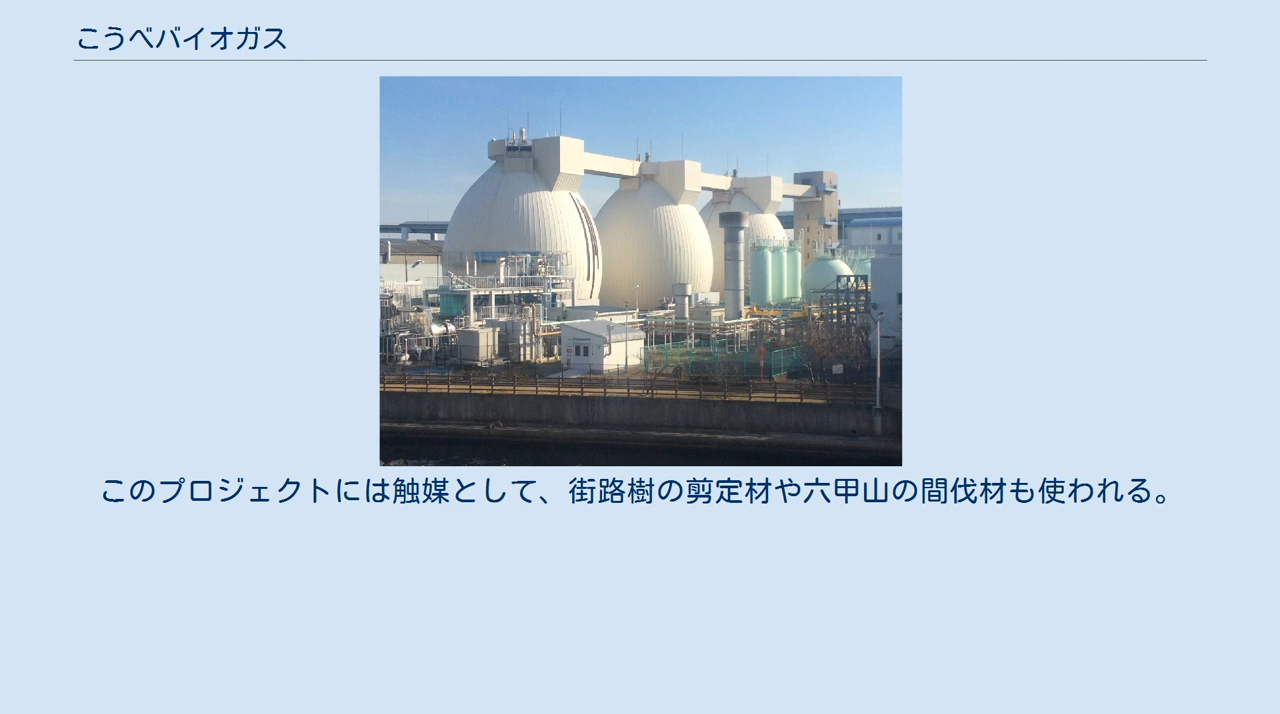 こうべバイオガス
このプロジェクトには触媒として、街路樹の剪定材や六甲山の間伐材も使われる。